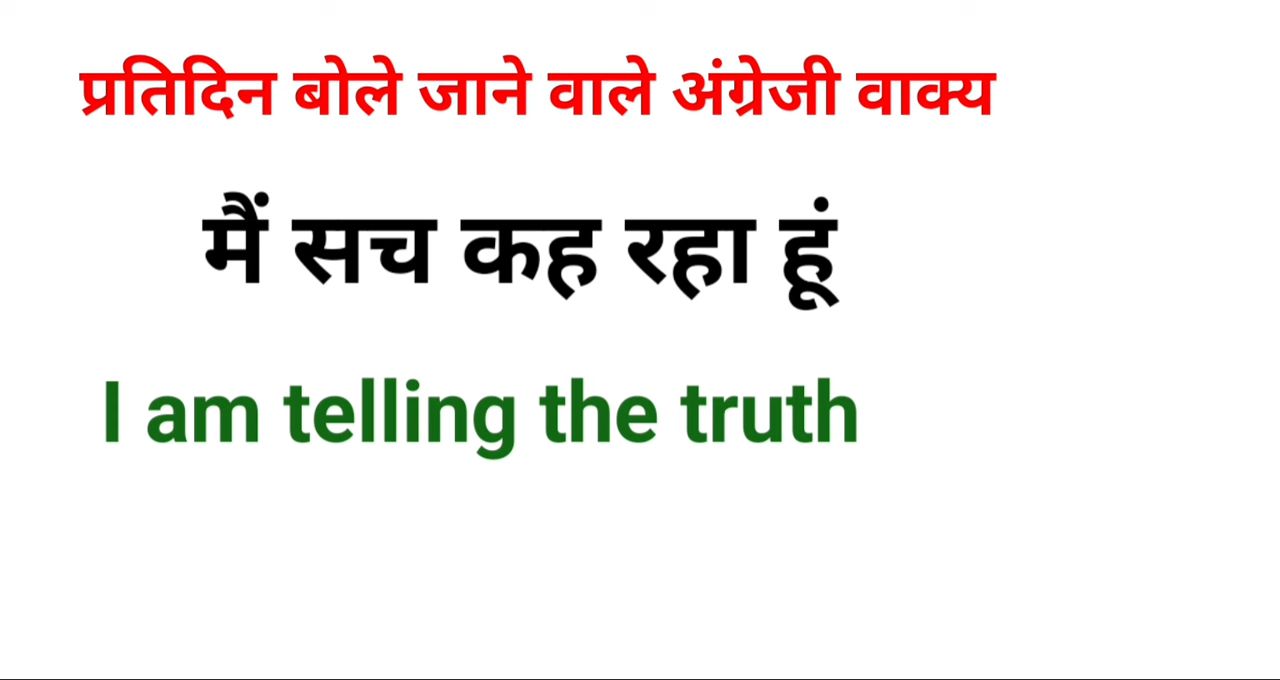 प्रतिदिन बोले जाने वाले अंग्रेजी वाक्य
मैं सच कह रहा हूं
I am telling the truth